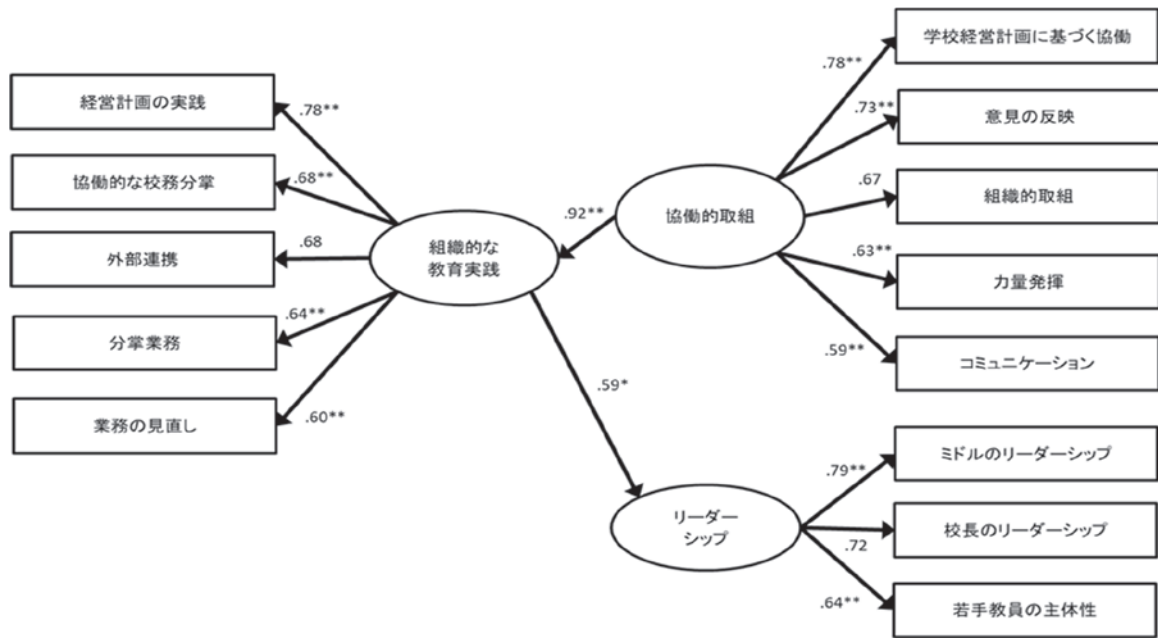 学校経営計画に基づく協働
.78**
経営計画の実践
.78**
.73**
意見の反映
協働的な校務分掌
.68**
.67
組織的取組
協働的取組
.92**
外部連携
.68
組織的な
教育実践
.63**
力量発揮
分掌業務
.64**
.59**
コミュニケーション
.59*
業務の見直し
.60**
ミドルのリーダーシップ
.79**
リーダー
シップ
.72
校長のリーダーシップ
.64**
若手教員の主体性